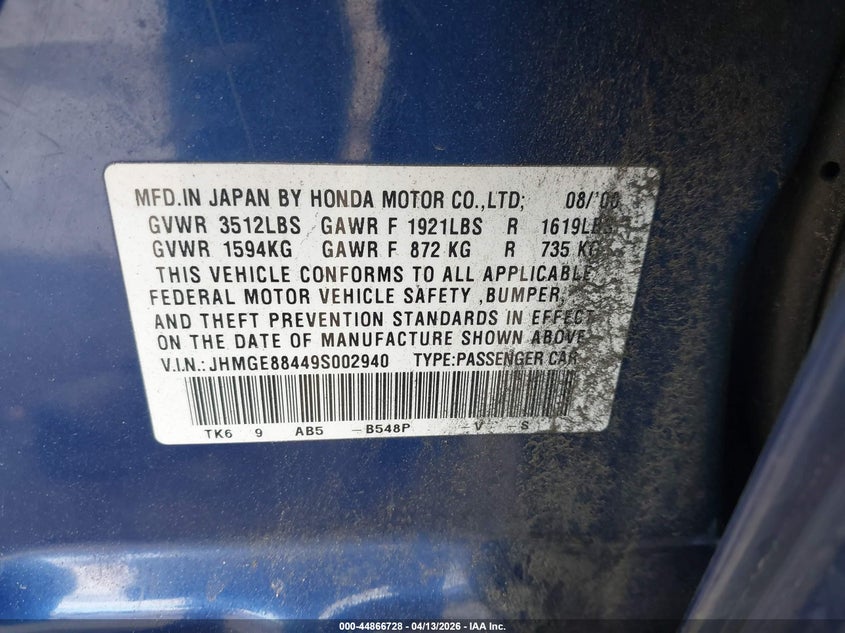 MFD.IN JAPAN BY HONDA MOTOR CO.,LTD;
GVWR 3512LBS GAWR F 1921LBS R 1619LBS
GVWR 1594KG GAWR F 872 KG R 735 KG
THIS VEHICLE CONFORMS TO ALL APPLICABLE
FEDERAL MOTOR VEHICLE SAFETY ,BUMPER,
AND THEFT PREVENTION STANDARDS IN EFFECT
ON THE DATE OF MANUFACTURE SHOWN ABOVE
V.I.N.: JHMGE88449S002940 TYPE:PASSENGER CAR
TK6 9 AB5 -B548P -V -S
000-44866728 - 04/13/2026 - IAA Inc.